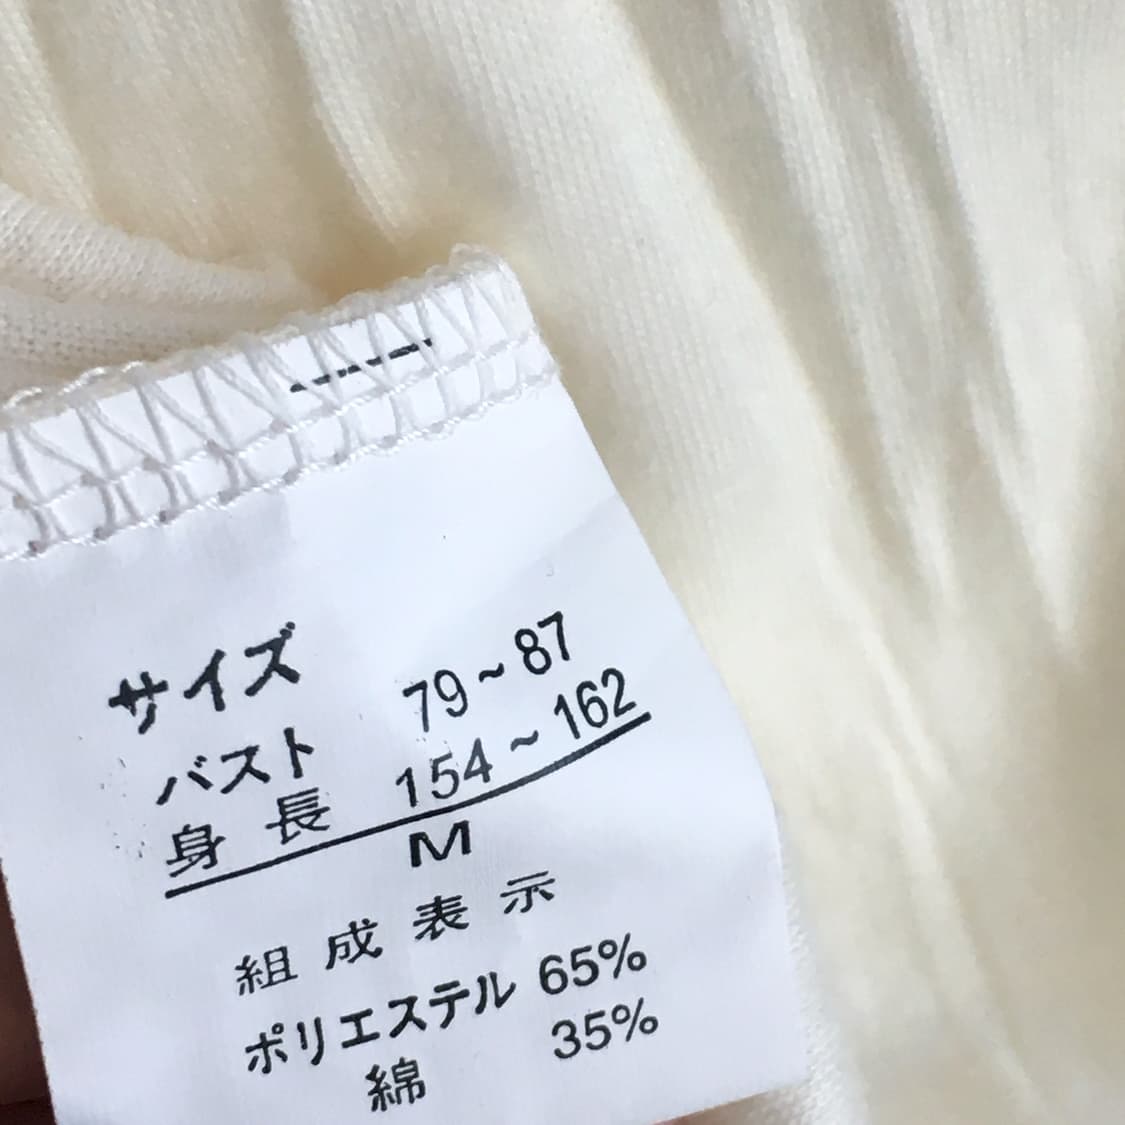 サイズ
バスト 79~87
身長 154~162
M
組成表示
ポリエステル 65%
綿 35%